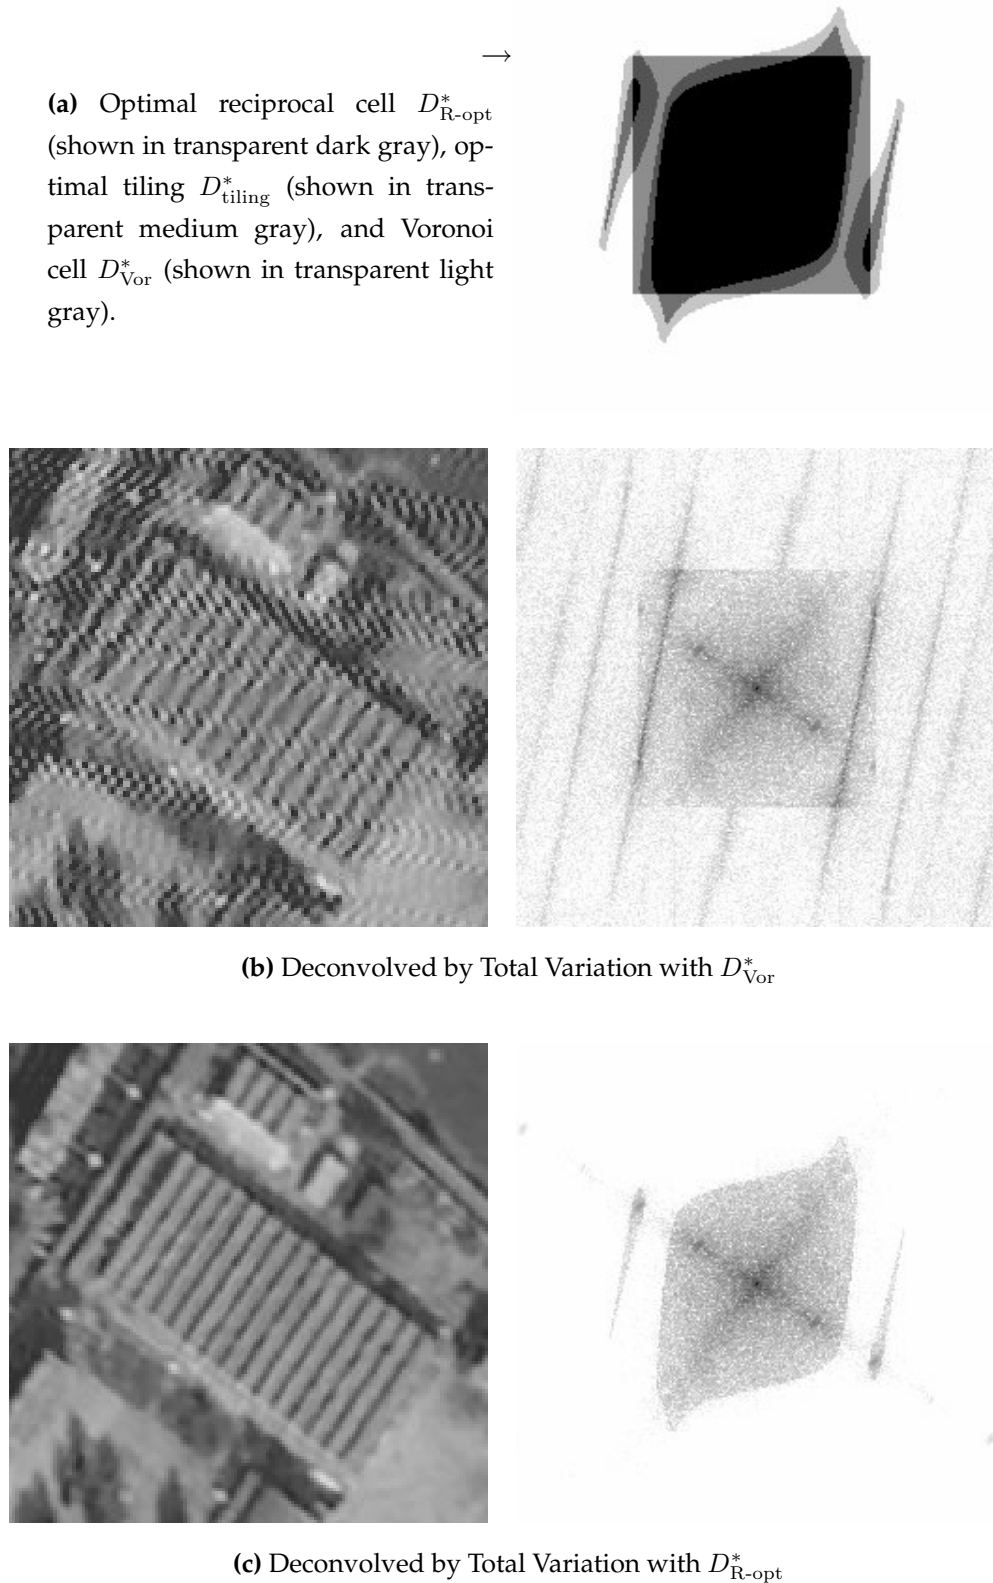 →
(a) Optimal reciprocal cell D*R-opt
(shown in transparent dark gray), op-
timal tiling D*tiling (shown in trans-
parent medium gray), and Voronoi
cell D*Vor (shown in transparent light
gray).
(b) Deconvolved by Total Variation with D*Vor
(c) Deconvolved by Total Variation with D*R-opt